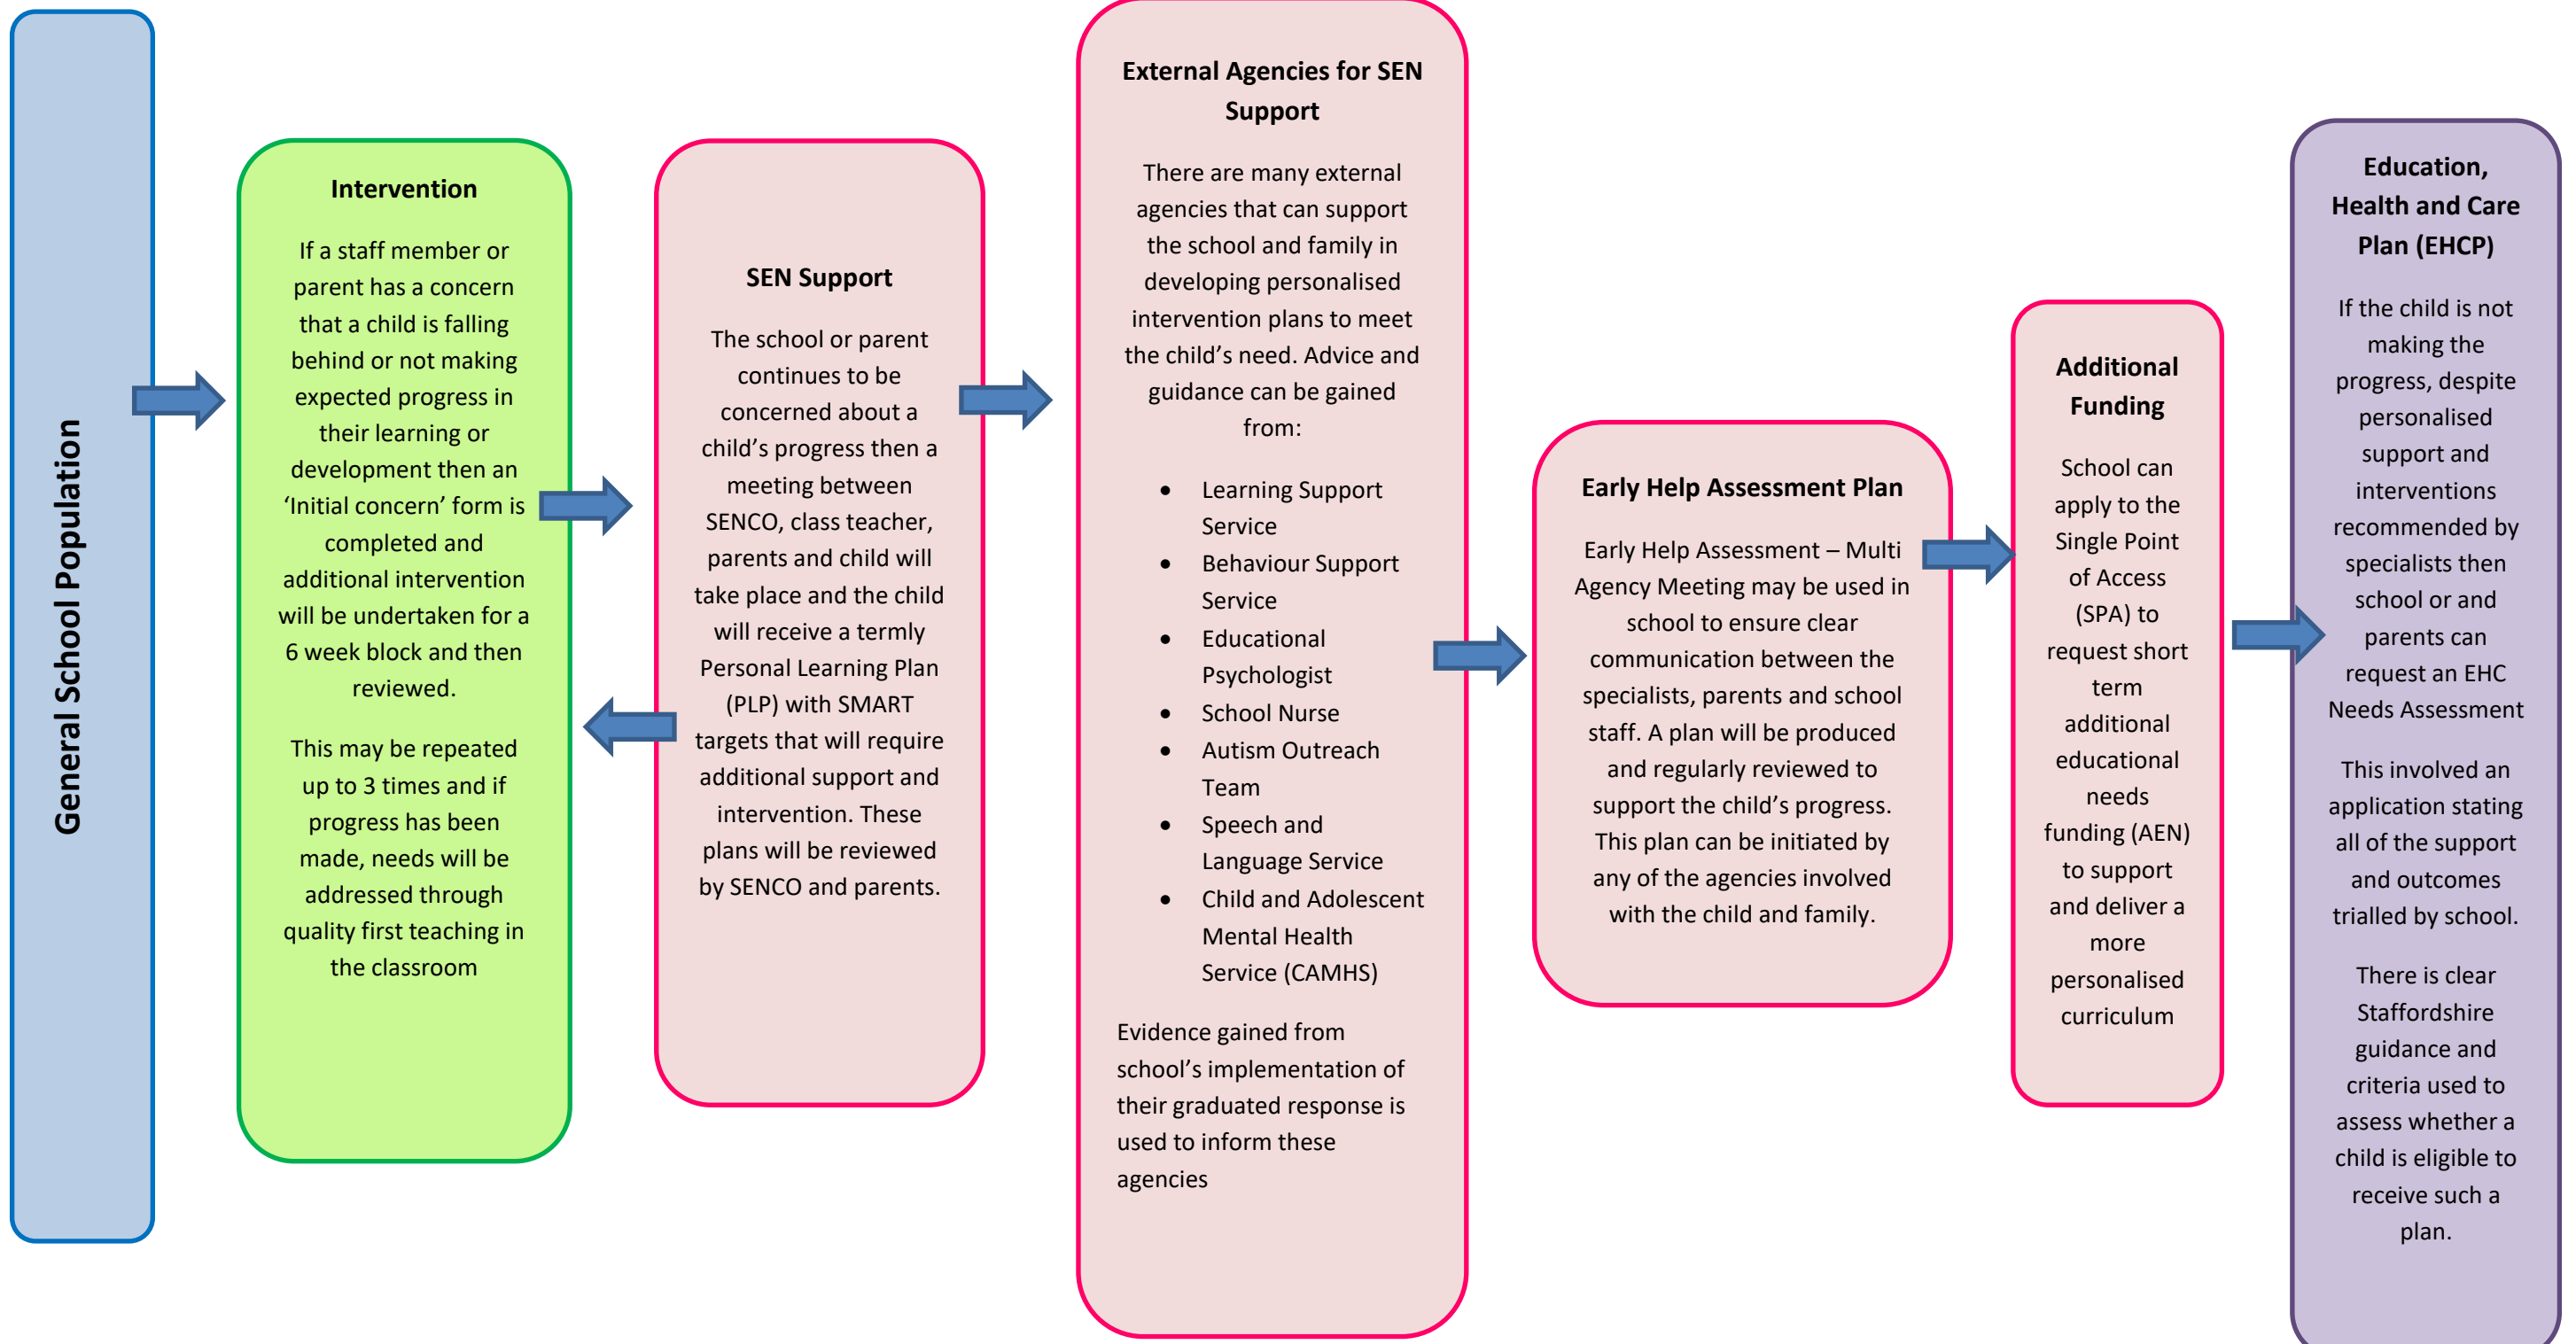 General School Population
Intervention
If a staff member or
parent has a concern
that a child is falling
behind or not making
expected progress in
their learning or
development then an
‘Initial concern’ form is
completed and
additional intervention
will be undertaken for a
6 week block and then
reviewed.
This may be repeated
up to 3 times and if
progress has been
made, needs will be
addressed through
quality first teaching in
the classroom
SEN Support
The school or parent
continues to be
concerned about a
child’s progress then a
meeting between
SENCO, class teacher,
parents and child will
take place and the child
will receive a termly
Personal Learning Plan
(PLP) with SMART
targets that will require
additional support and
intervention. These
plans will be reviewed
by SENCO and parents.
External Agencies for SEN
Support
There are many external
agencies that can support
the school and family in
developing personalised
intervention plans to meet
the child’s need. Advice and
guidance can be gained
from:
• Learning Support
Service
• Behaviour Support
Service
• Educational
Psychologist
• School Nurse
• Autism Outreach
Team
• Speech and
Language Service
• Child and Adolescent
Mental Health
Service (CAMHS)
Evidence gained from
school’s implementation of
their graduated response is
used to inform these
agencies
Early Help Assessment Plan
Early Help Assessment – Multi
Agency Meeting may be used in
school to ensure clear
communication between the
specialists, parents and school
staff. A plan will be produced
and regularly reviewed to
support the child’s progress.
This plan can be initiated by
any of the agencies involved
with the child and family.
Additional
Funding
School can
apply to the
Single Point
of Access
(SPA) to
request short
term
additional
educational
needs
funding (AEN)
to support
and deliver a
more
personalised
curriculum
Education,
Health and Care
Plan (EHCP)
If the child is not
making the
progress, despite
personalised
support and
interventions
recommended by
specialists then
school or and
parents can
request an EHC
Needs Assessment
This involved an
application stating
all of the support
and outcomes
trialled by school.
There is clear
Staffordshire
guidance and
criteria used to
assess whether a
child is eligible to
receive such a
plan.